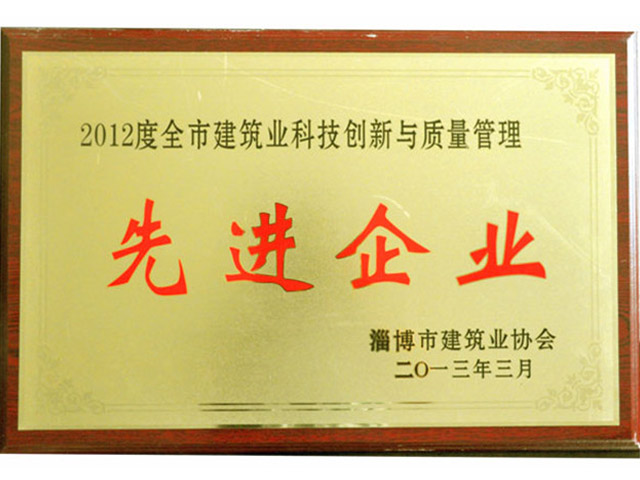 2012度全市建筑业科技创新与质量管理
先进企业
淄博市建筑业协会
二O一三年三月